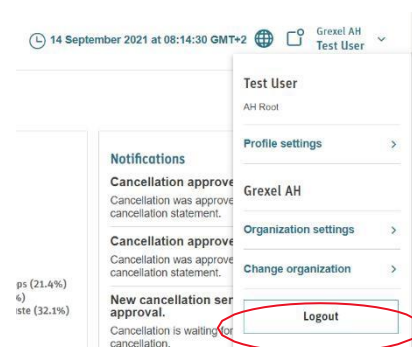 14 September 2021 at 08:14:30 GMT+2
Grexel AH
Test User
Test User
AH Root
Profile settings
Grexel AH
Organization settings
Change organization
Logout
Notifications
Cancellation approve
Cancellation was approve
cancellation statement.
Cancellation approve
Cancellation was approve
cancellation statement.
New cancellation ser
approval.
Cancellation is waiting for
cancellation.
ps (21.4%)
%)
iste (32.1%)